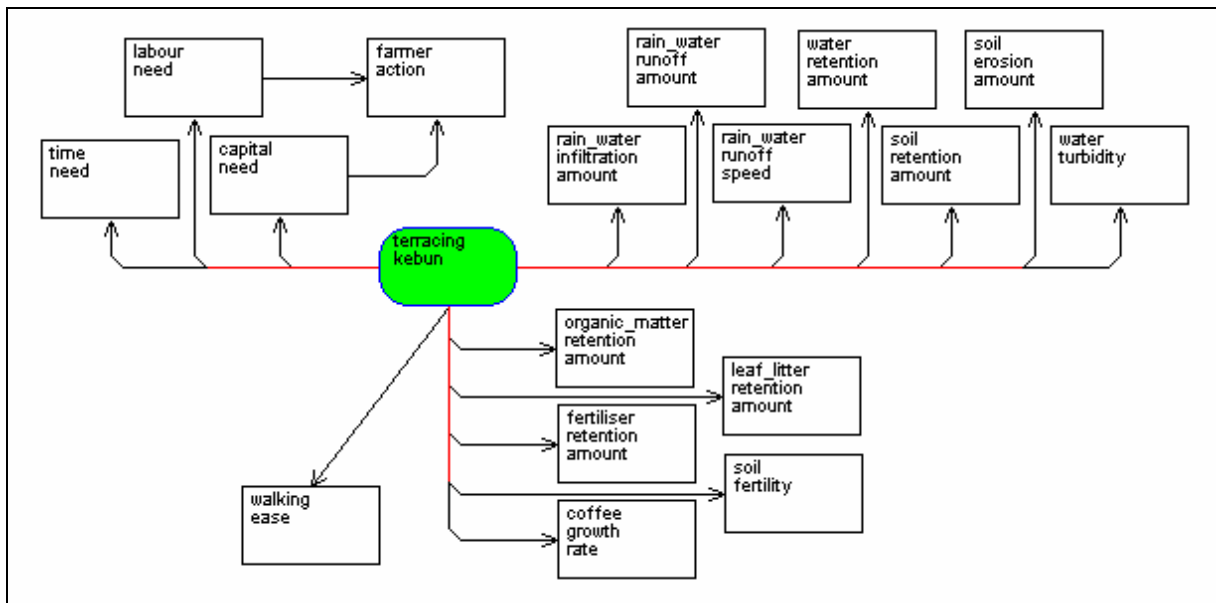 labour
need
farmer
action
rain_water
runoff
amount
water
retention
amount
soil
erosion
amount
time
need
capital
need
rain_water
infiltration
amount
rain_water
runoff
speed
soil
retention
amount
water
turbidity
terracing
kebun
organic_matter
retention
amount
leaf_litter
retention
amount
fertiliser
retention
amount
soil
fertility
walking
ease
coffee
growth
rate